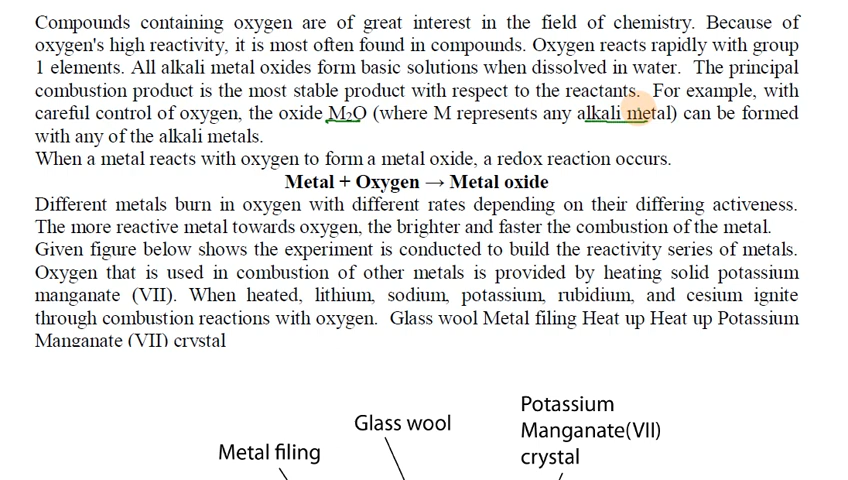 Compounds containing oxygen are of great interest in the field of chemistry. Because of
oxygen's high reactivity, it is most often found in compounds. Oxygen reacts rapidly with group
1 elements. All alkali metal oxides form basic solutions when dissolved in water. The principal
combustion product is the most stable product with respect to the reactants. For example, with
careful control of oxygen, the oxide M₂O (where M represents any alkali metal) can be formed
with any of the alkali metals.
When a metal reacts with oxygen to form a metal oxide, a redox reaction occurs.
Metal + Oxygen → Metal oxide
Different metals burn in oxygen with different rates depending on their differing activeness.
The more reactive metal towards oxygen, the brighter and faster the combustion of the metal.
Given figure below shows the experiment is conducted to build the reactivity series of metals.
Oxygen that is used in combustion of other metals is provided by heating solid potassium
manganate (VII). When heated, lithium, sodium, potassium, rubidium, and cesium ignite
through combustion reactions with oxygen. Glass wool Metal filing Heat up Heat up Potassium
Manganate (VII) crystal
Potassium
Manganate(VII)
crystal
Glass wool
Metal filing